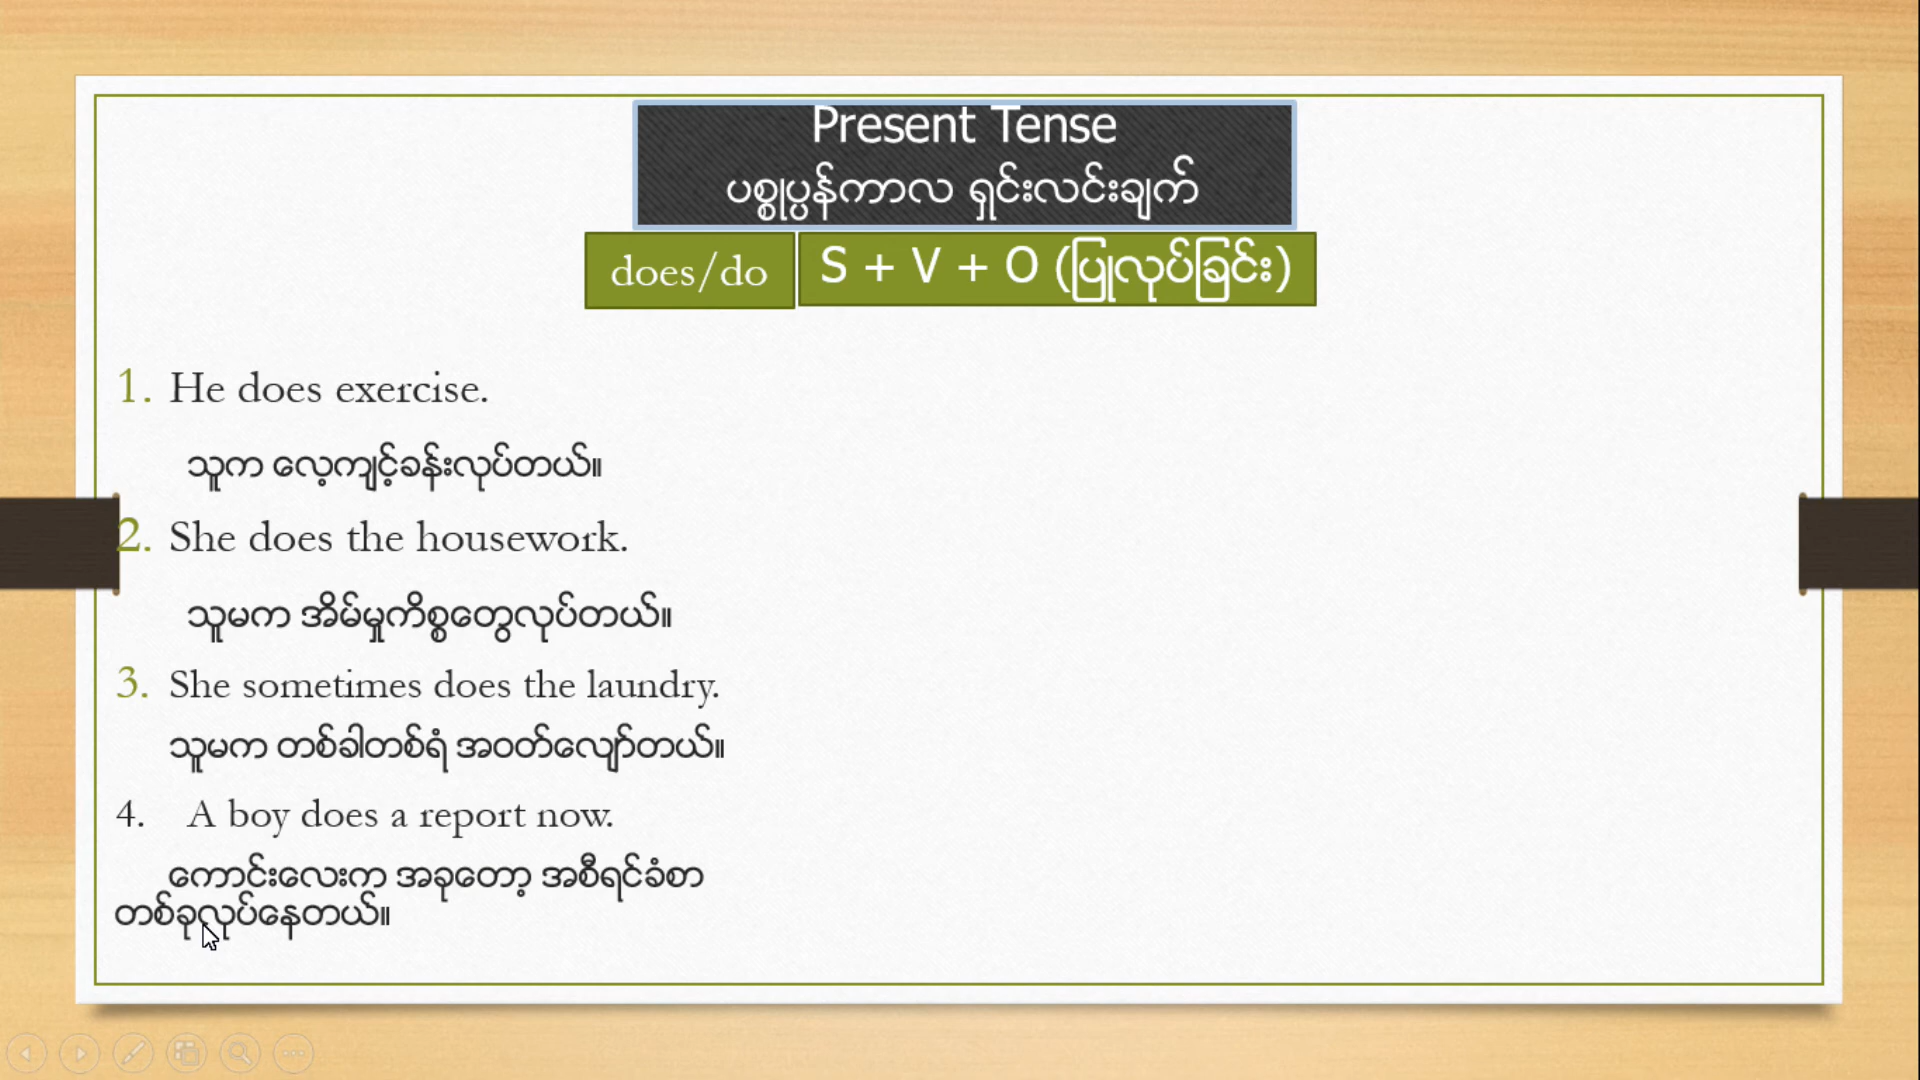 Present Tense
ပစ္စုပ္ပန်ကာလ ရှင်းလင်းချက်
does/do
S + V + O (ပြုလုပ်ခြင်း)
1. He does exercise.
သူက လေ့ကျင့်ခန်းလုပ်တယ်။
2. She does the housework.
သူမက အိမ်မှုကိစ္စတွေလုပ်တယ်။
3. She sometimes does the laundry.
သူမက တစ်ခါတစ်ရံ အဝတ်လျှော်တယ်။
4. A boy does a report now.
ကောင်းလေးက အခုတော့ အစီရင်ခံစာ
တစ်ခုလုပ်နေတယ်။